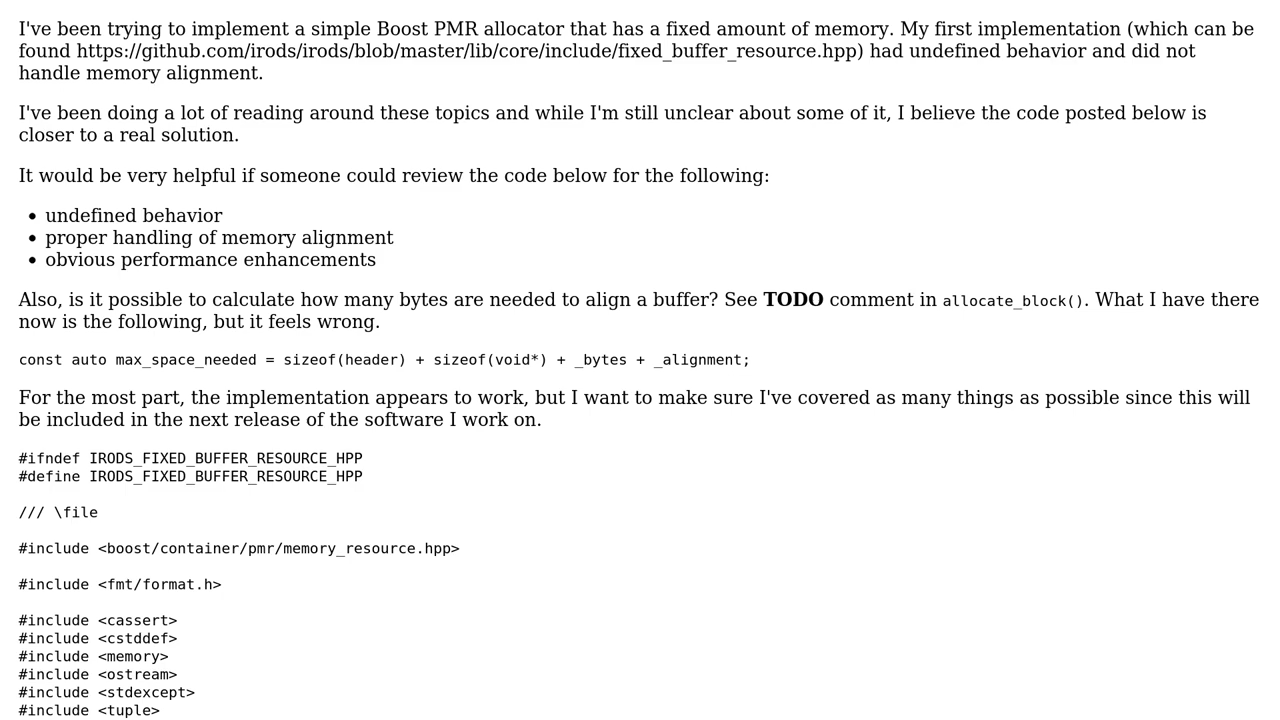 I've been trying to implement a simple Boost PMR allocator that has a fixed amount of memory. My first implementation (which can be
found https://github.com/irods/irods/blob/master/lib/core/include/fixed_buffer_resource.hpp) had undefined behavior and did not
handle memory alignment.
I've been doing a lot of reading around these topics and while I'm still unclear about some of it, I believe the code posted below is
closer to a real solution.
It would be very helpful if someone could review the code below for the following:
• undefined behavior
• proper handling of memory alignment
• obvious performance enhancements
Also, is it possible to calculate how many bytes are needed to align a buffer? See TODO comment in allocate_block(). What I have there
now is the following, but it feels wrong.
const auto max_space_needed = sizeof(header) + sizeof(void*) + _bytes + _alignment;
For the most part, the implementation appears to work, but I want to make sure I've covered as many things as possible since this will
be included in the next release of the software I work on.
#ifndef IRODS_FIXED_BUFFER_RESOURCE_HPP
#define IRODS_FIXED_BUFFER_RESOURCE_HPP
/// \file
#include <boost/container/pmr/memory_resource.hpp>
#include <fmt/format.h>
#include <cassert>
#include <cstddef>
#include <memory>
#include <ostream>
#include <stdexcept>
#include <tuple>